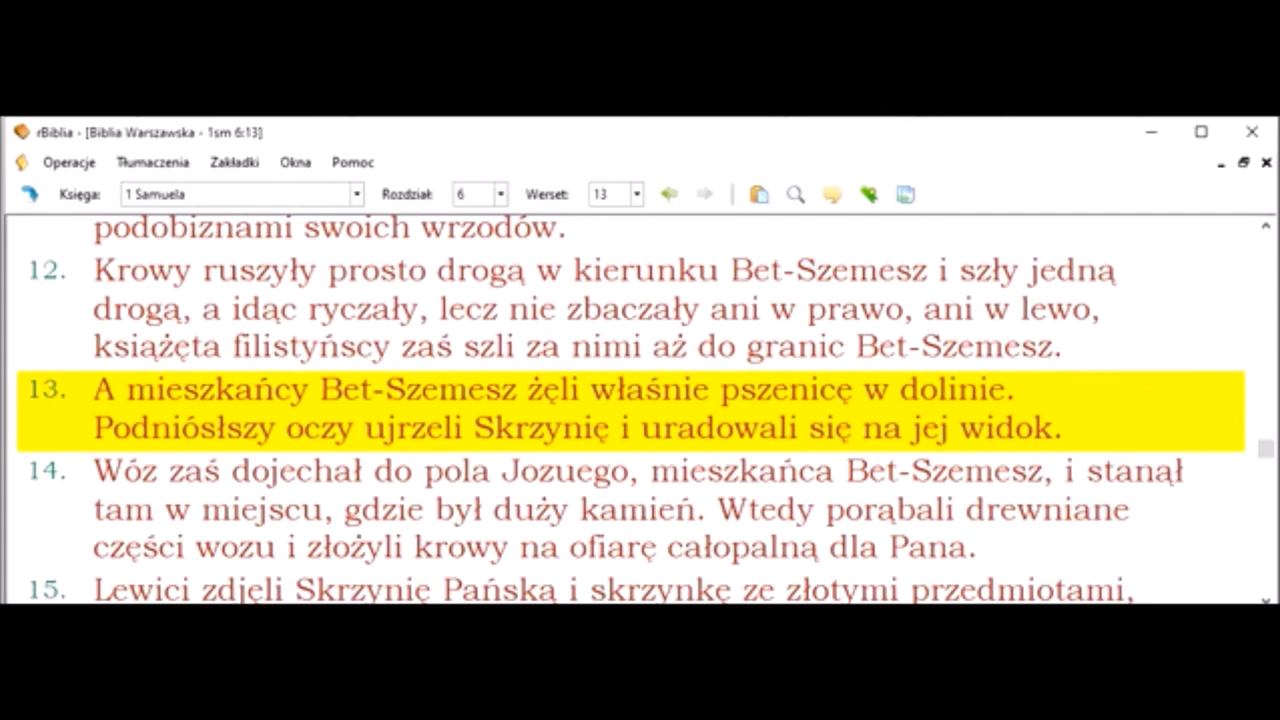 rBiblia - [Biblia Warszawska - 1sm 6:13]
Operacje Tłumaczenia Zakładki Okna Pomoc
Księga: 1 Samuela Rozdział: 6 Werset: 13
podobiznami swoich wrzodów.
12. Krowy ruszyły prosto drogą w kierunku Bet-Szemesz i szły jedną
drogą, a idąc ryczały, lecz nie zbaczały ani w prawo, ani w lewo,
książęta filistyńscy zaś szli za nimi aż do granic Bet-Szemesz.
13. A mieszkańcy Bet-Szemesz żęli właśnie pszenicę w dolinie.
Podniósłszy oczy ujrzeli Skrzynię i uradowali się na jej widok.
14. Wóz zaś dojechał do pola Jozuego, mieszkańca Bet-Szemesz, i stanął
tam w miejscu, gdzie był duży kamień. Wtedy porąbali drewniane
części wozu i złożyli krowy na ofiarę całopalną dla Pana.
15. Lewici zdjęli Skrzynię Pańską i skrzynkę ze złotymi przedmiotami,